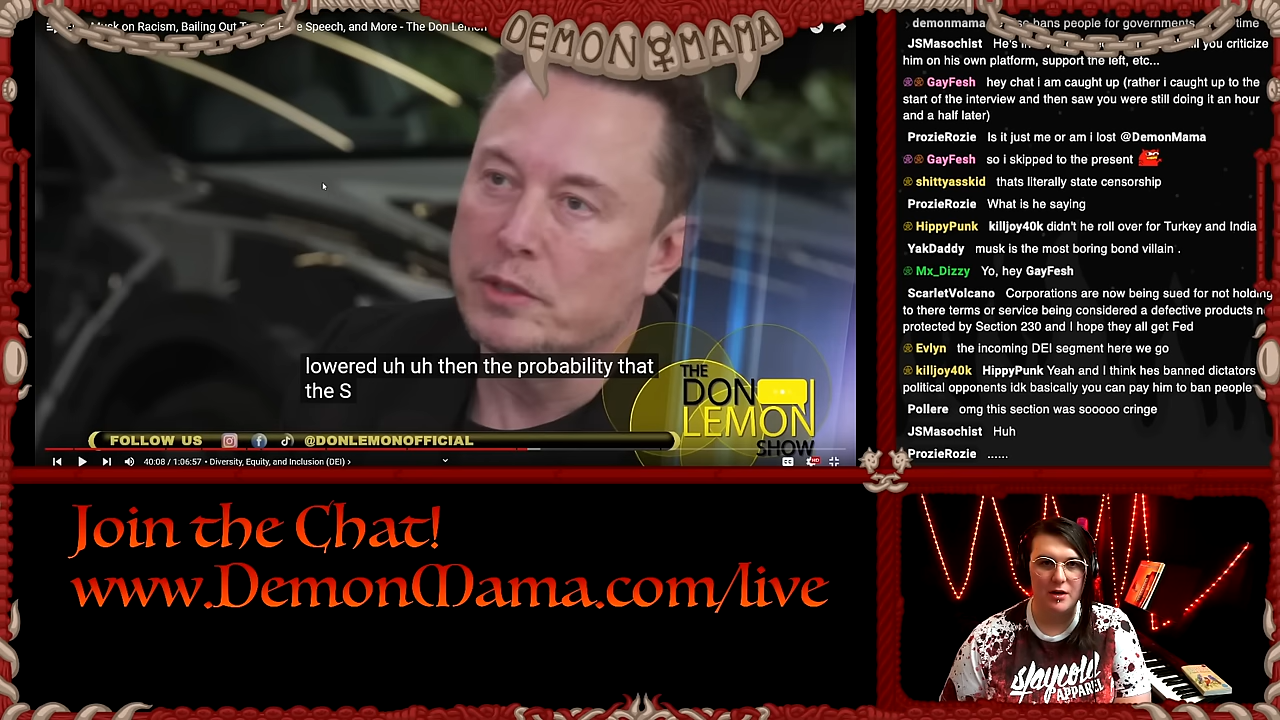 Musk on Racism, Bailing Out Speech, and More - The Don Lemon
DEMON MAMA
lowered uh uh then the probability that
the S
THE
DON
LEMON
SHOW
FOLLOW US @DONLEMONOFFICIAL
40:08 / 1:06:57 • Diversity, Equity, and Inclusion (DEI) ›
HD
demonmama bans people for governments time
JSMasochist He's you criticize
him on his own platform, support the left, etc...
GayFesh hey chat i am caught up (rather i caught up to the
start of the interview and then saw you were still doing it an hour
and a half later)
ProzieRozie Is it just me or am i lost @DemonMama
GayFesh so i skipped to the present
shittyasskid thats literally state censorship
ProzieRozie What is he saying
HippyPunk killjoy40k didn't he roll over for Turkey and India
YakDaddy musk is the most boring bond villain .
Mx_Dizzy Yo, hey GayFesh
ScarletVolcano Corporations are now being sued for not holding
to there terms or service being considered a defective products
protected by Section 230 and I hope they all get Fed
Evlyn the incoming DEI segment here we go
killjoy40k HippyPunk Yeah and I think hes banned dictators
political opponents idk basically you can pay him to ban people
Pollere omg this section was sooooo cringe
JSMasochist Huh
ProzieRozie ......
Join the Chat!
www.DemonMama.com/live
slaycold
APPAREL